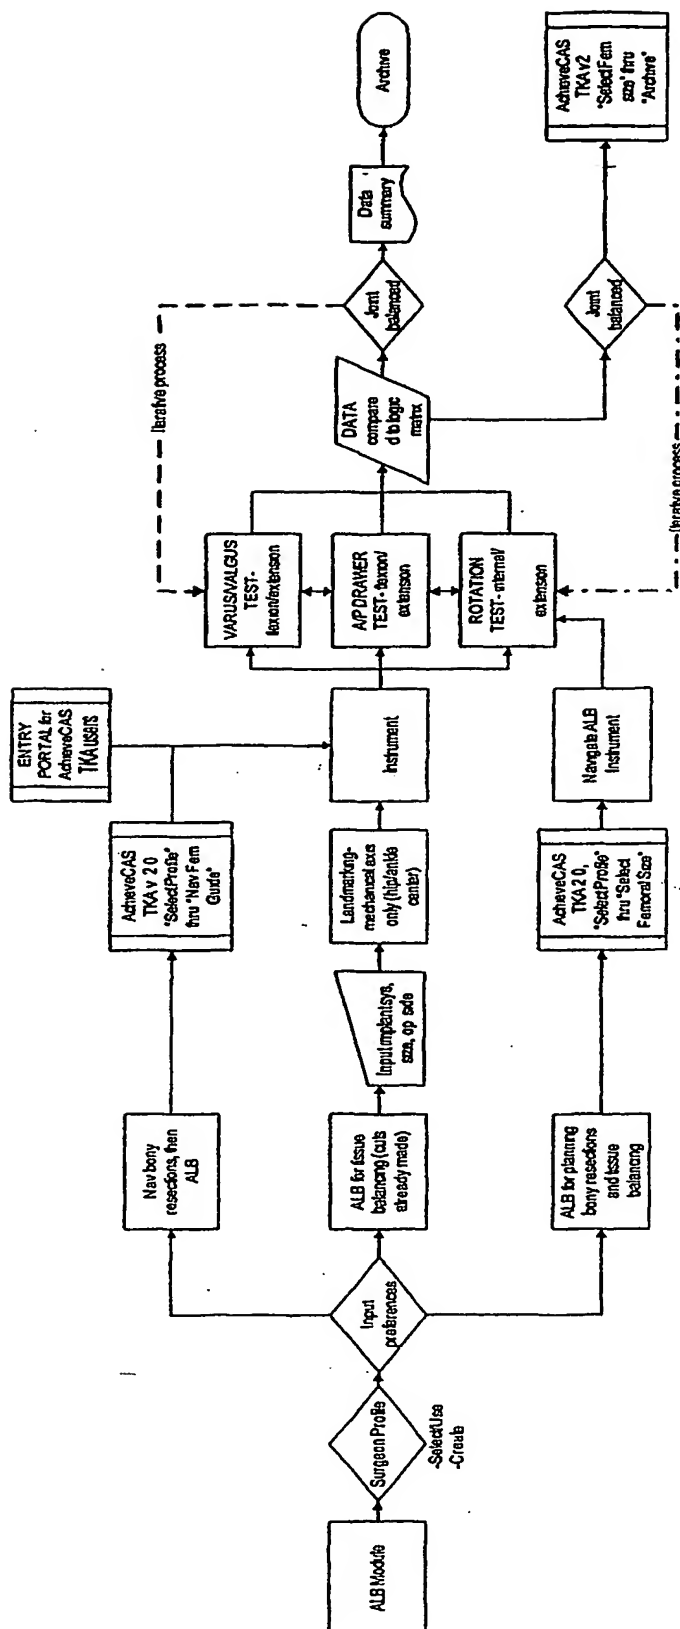 ALB Module
Surgeon Profile
-Select Use
-Create
Input
preferences
Nav bony
resections, then
ALB
ALB for tissue
balancing (cuts
already made)
ALB for planning
bony resections
and tissue
balancing
Input implant sys,
size, op side
AchieveCAS
TKA v 2.0
"Select Profile"
thru "Nav Fem
Guide"
Landmarking-
mechanical axis
only (hip/ankle
center)
AchieveCAS
TKA 2.0,
"Select Profile"
thru "Select
Femoral Size"
ENTRY
PORTAL for
AchieveCAS
TKA users
Instrument
Navigate ALB
Instrument
VARUS/VALGUS
TEST-
flexion/extension
A/P DRAWER
TEST- flexion/
extension
ROTATION
TEST- internal/
extension
Iterative process
DATA
compare
d to logic
matrix
Joint
balanced
Joint
balanced
Iterative process
Data
summary
Archive
AchieveCAS
TKA v2
"Select Fem
size" thru
"Archive"